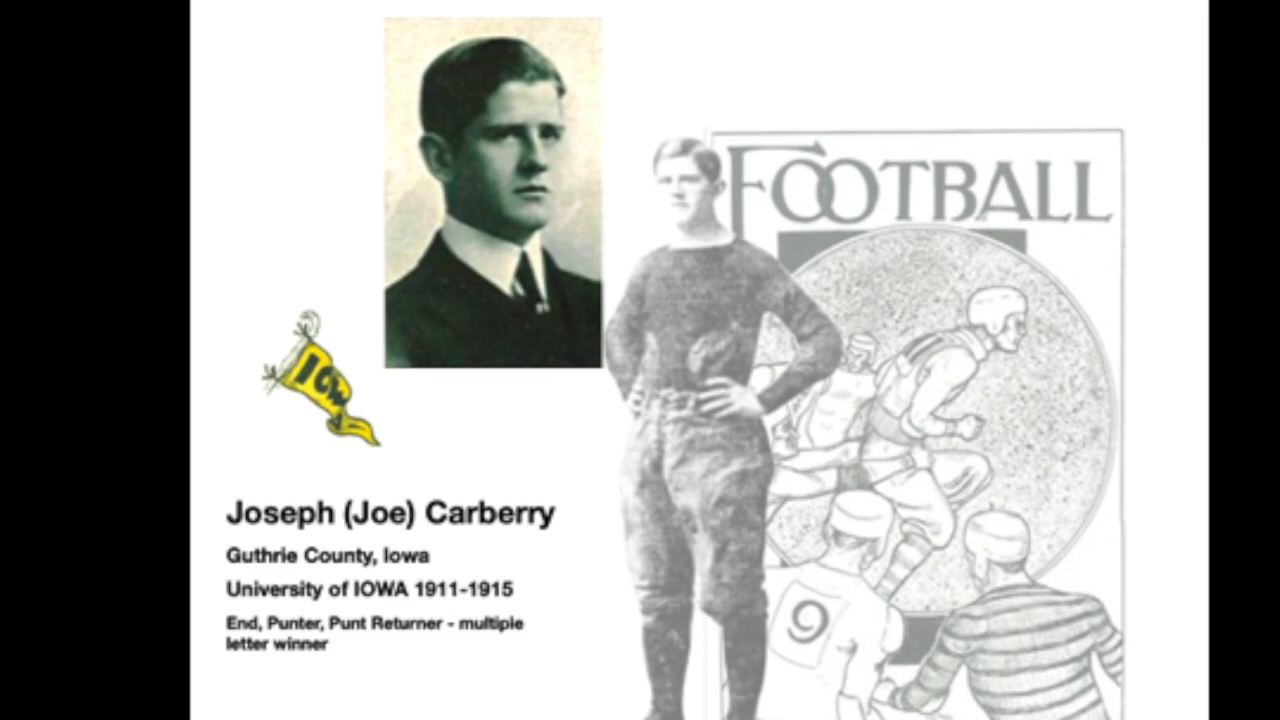 FOOTBALL
IOWA
Joseph (Joe) Carberry
Guthrie County, Iowa
University of IOWA 1911-1915
End, Punter, Punt Returner - multiple
letter winner
9